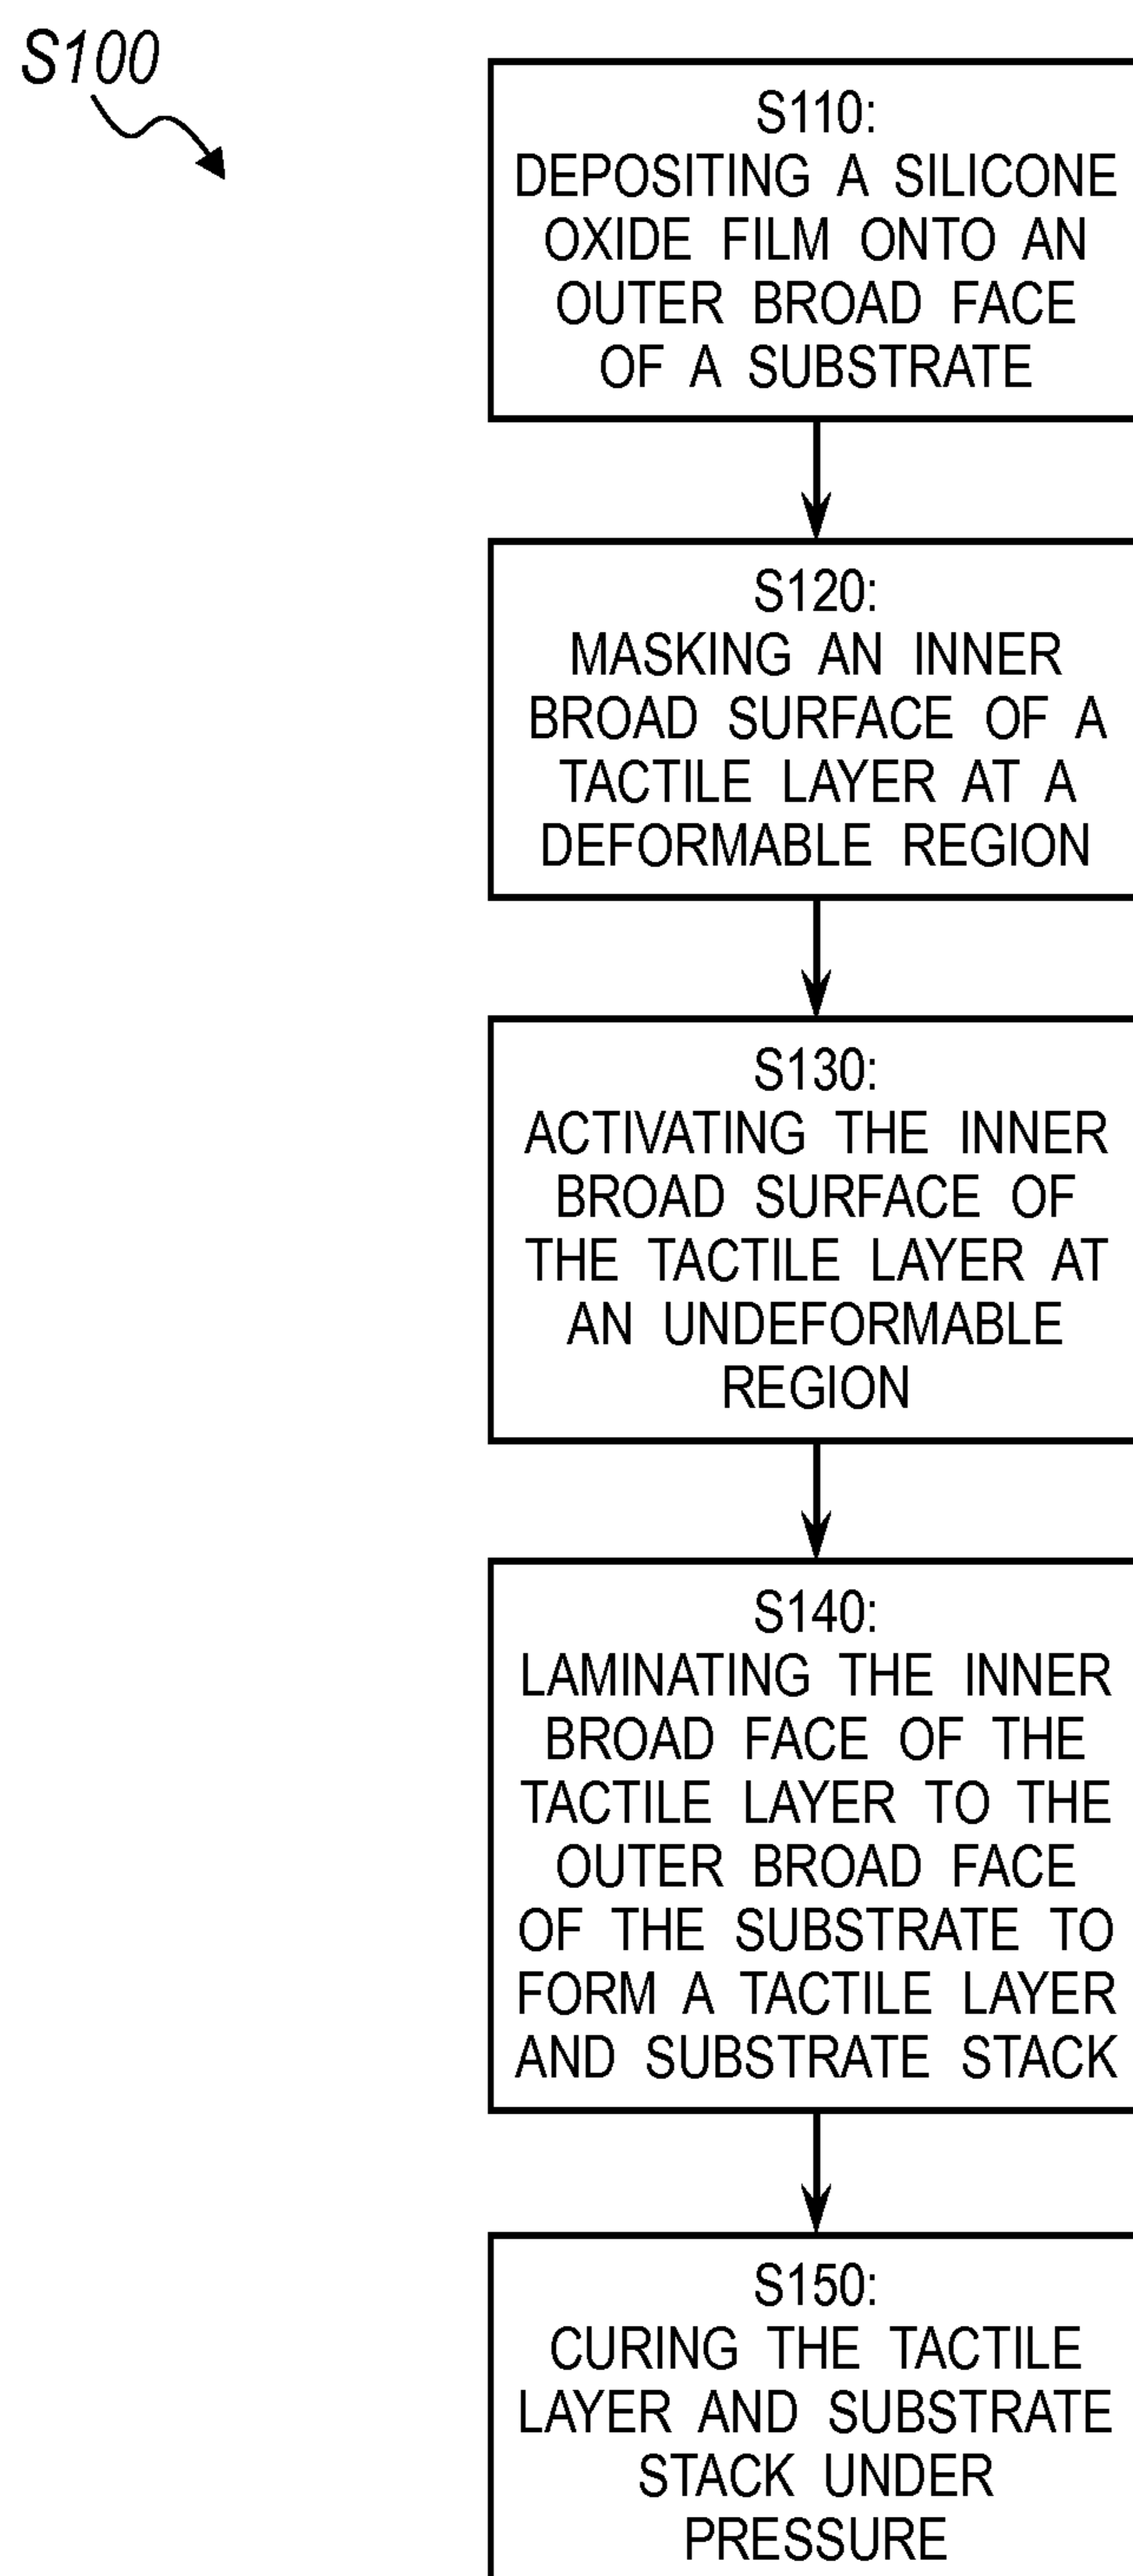 S100
S110:
DEPOSITING A SILICONE
OXIDE FILM ONTO AN
OUTER BROAD FACE
OF A SUBSTRATE
S120:
MASKING AN INNER
BROAD SURFACE OF A
TACTILE LAYER AT A
DEFORMABLE REGION
S130:
ACTIVATING THE INNER
BROAD SURFACE OF
THE TACTILE LAYER AT
AN UNDEFORMABLE
REGION
S140:
LAMINATING THE INNER
BROAD FACE OF THE
TACTILE LAYER TO THE
OUTER BROAD FACE
OF THE SUBSTRATE TO
FORM A TACTILE LAYER
AND SUBSTRATE STACK
S150:
CURING THE TACTILE
LAYER AND SUBSTRATE
STACK UNDER
PRESSURE